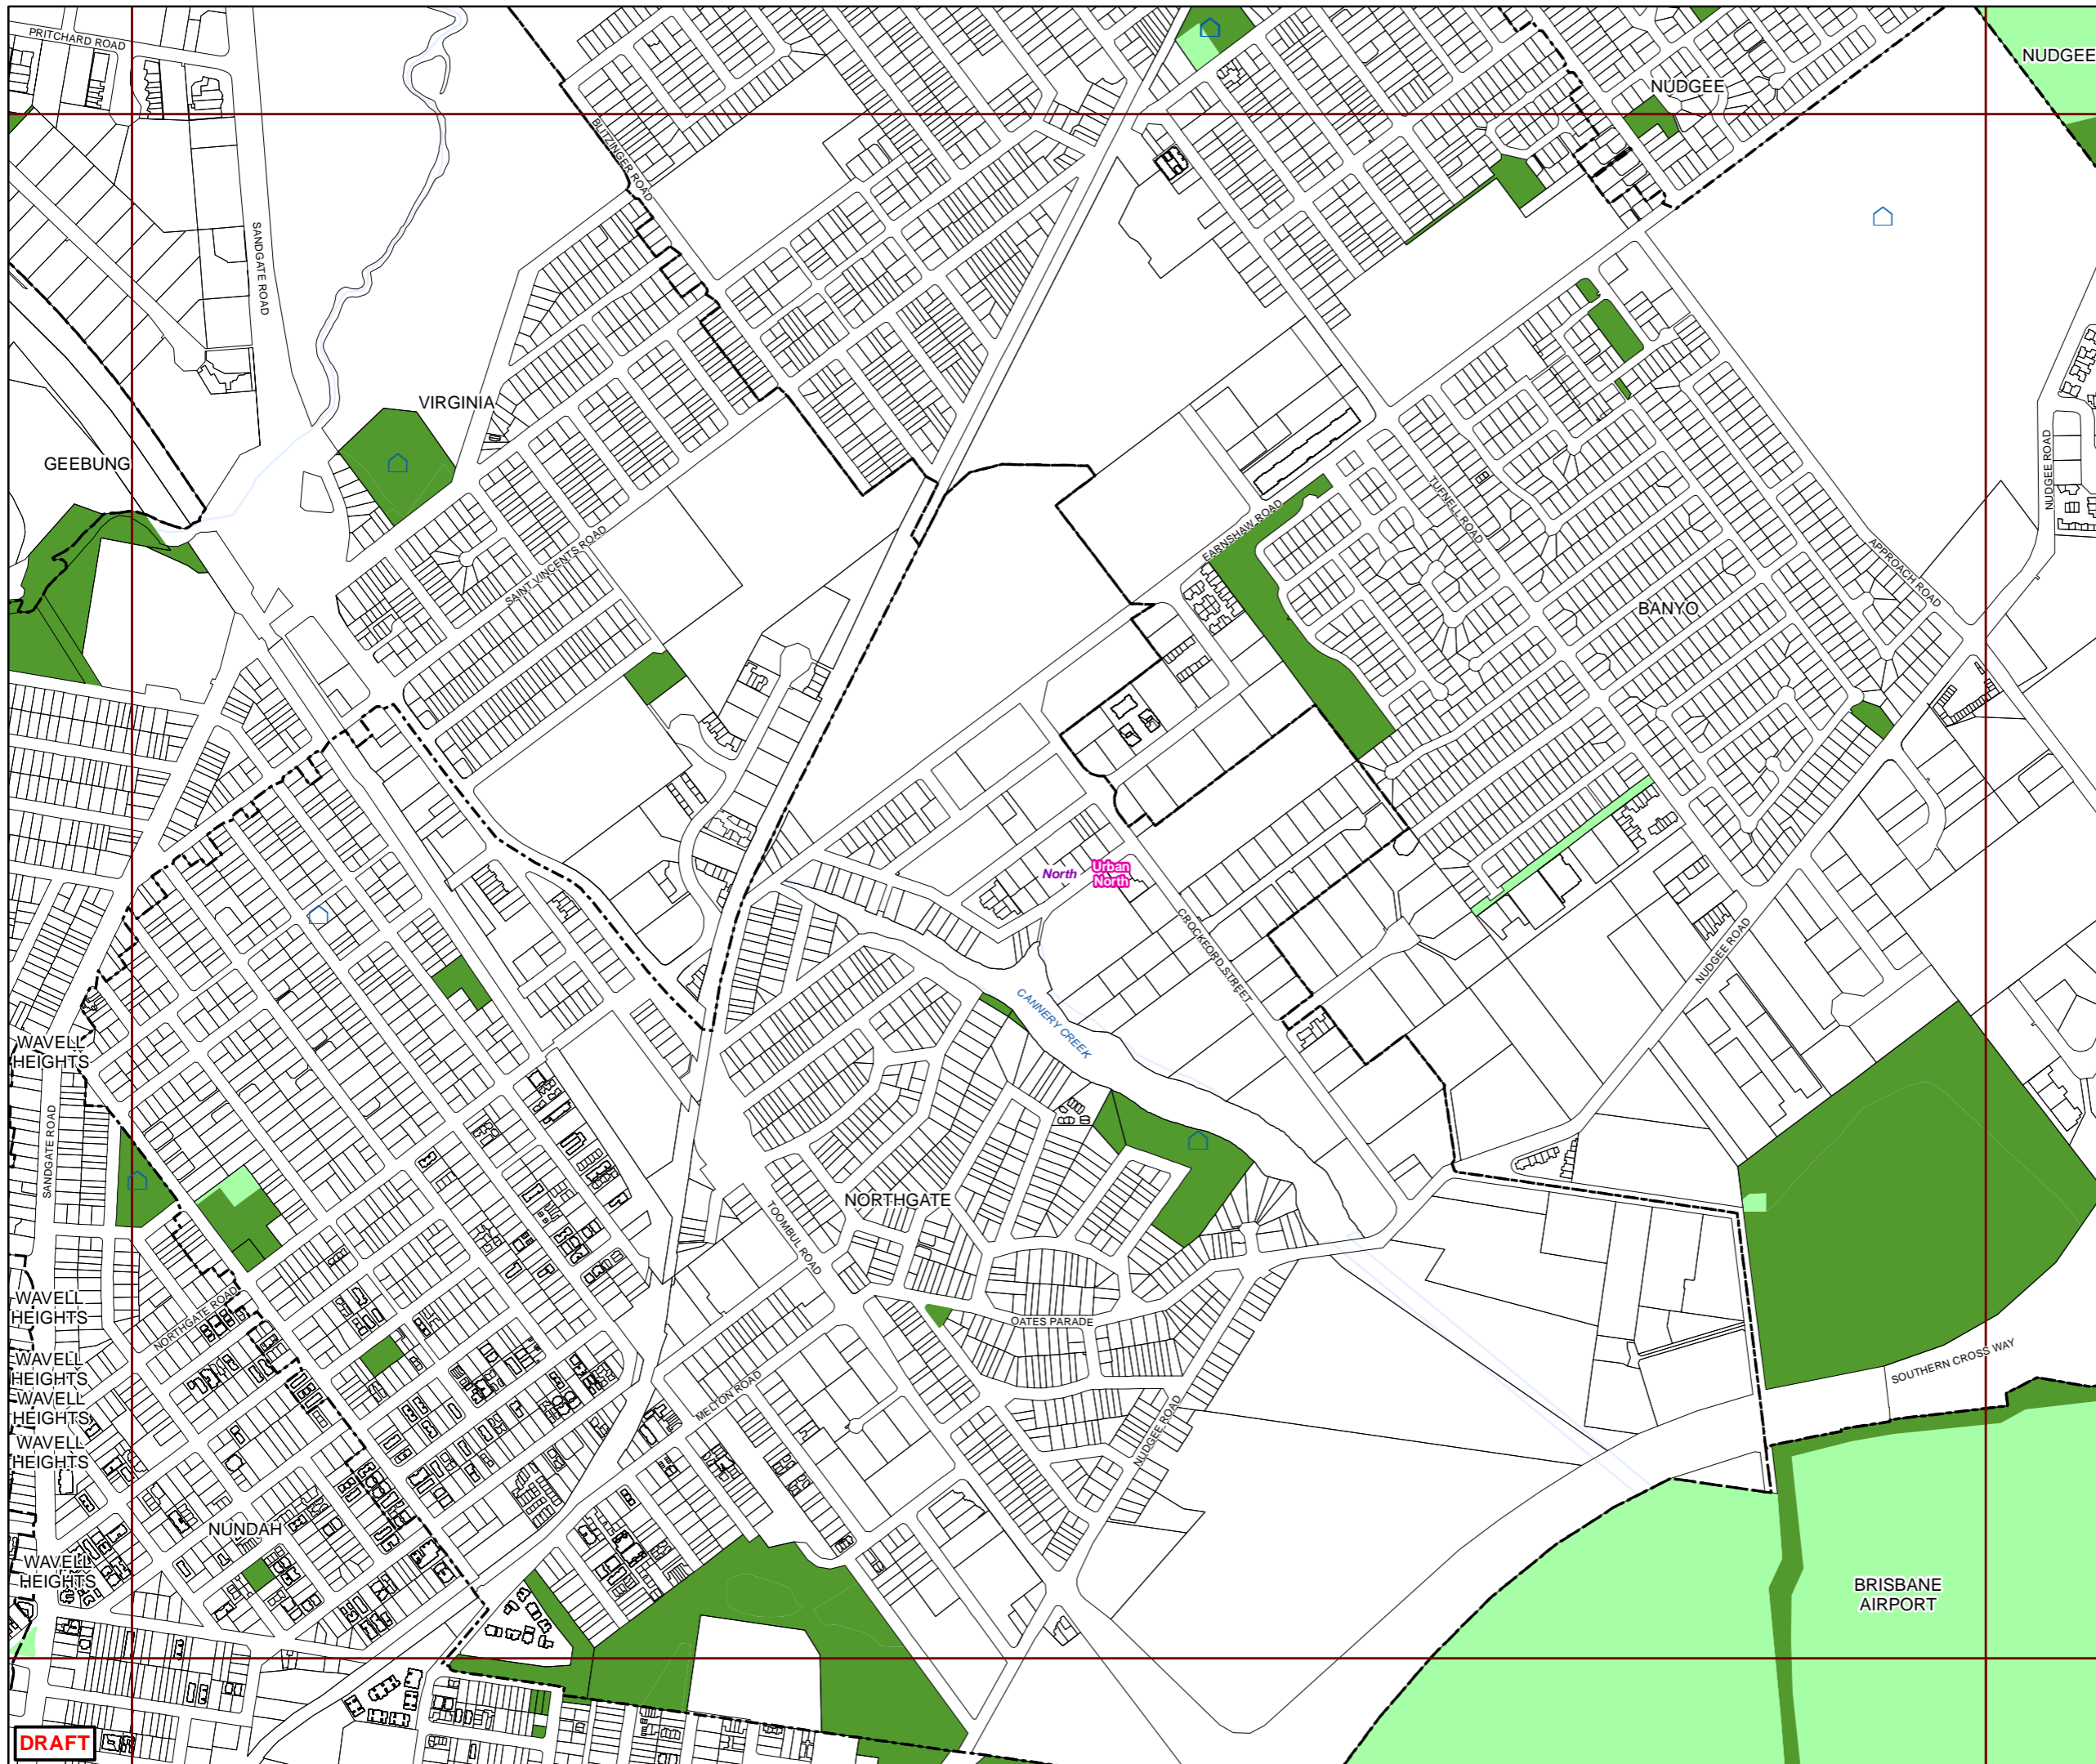 PRITCHARD ROAD
NUDGEE
NUDGEE
BLITZINGER ROAD
SANDGATE ROAD
VIRGINIA
GEEBUNG
NUDGEE ROAD
TUFNELL ROAD
EARNSHAW ROAD
SAINT VINCENTS ROAD
APPROACH ROAD
BANYO
North
Urban
North
CROCKFORD STREET
NUDGEE ROAD
CANNERY CREEK
WAVELL
HEIGHTS
SANDGATE ROAD
NORTHGATE
TOOMBUL ROAD
WAVELL
HEIGHTS
NORTHGATE ROAD
OATES PARADE
SOUTHERN CROSS WAY
WAVELL
HEIGHTS
WAVELL
HEIGHTS
MELTON ROAD
NUDGEE ROAD
WAVELL
HEIGHTS
NUNDAH
WAVELL
HEIGHTS
BRISBANE
AIRPORT
DRAFT